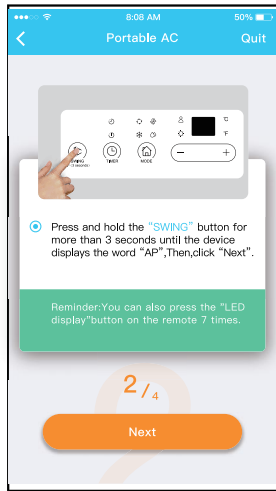 8:08 AM
50%
Portable AC
Quit
°C
°F
SWING
TIMER
MODE
− +
Press and hold the "SWING" button for
more than 3 seconds until the device
displays the word "AP",Then,click "Next".
Reminder:You can also press the "LED
display"button on the remote 7 times.
2/4
Next